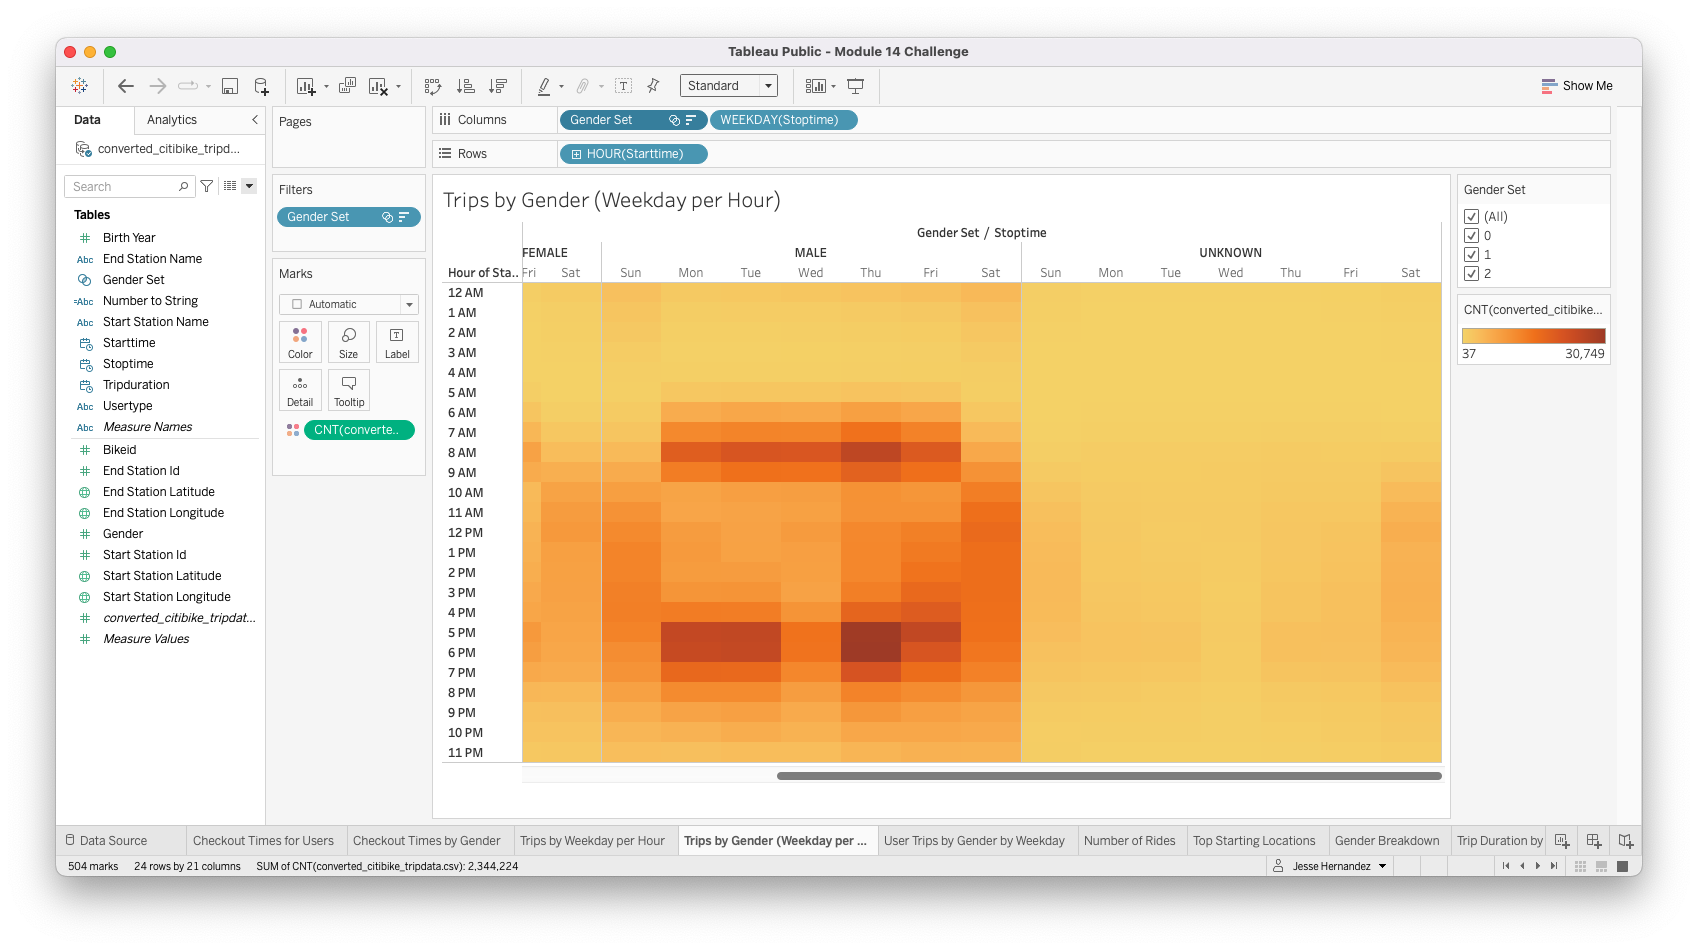 Tableau Public - Module 14 Challenge
Standard
Show Me
Data
Analytics
converted_citibike_tripd...
Search
Tables
Birth Year
Abc End Station Name
Gender Set
=Abc Number to String
Abc Start Station Name
Starttime
Stoptime
Tripduration
Abc Usertype
Abc Measure Names
Bikeid
End Station Id
End Station Latitude
End Station Longitude
Gender
Start Station Id
Start Station Latitude
Start Station Longitude
converted_citibike_tripdat...
Measure Values
Pages
Filters
Gender Set
Marks
Automatic
Color
Size
Label
Detail
Tooltip
CNT(converte..
Columns
Gender Set
WEEKDAY(Stoptime)
Rows
HOUR(Starttime)
Trips by Gender (Weekday per Hour)
Gender Set / Stoptime
FEMALE MALE UNKNOWN
Hour of Sta.. Fri Sat Sun Mon Tue Wed Thu Fri Sat Sun Mon Tue Wed Thu Fri Sat
12 AM
1 AM
2 AM
3 AM
4 AM
5 AM
6 AM
7 AM
8 AM
9 AM
10 AM
11 AM
12 PM
1 PM
2 PM
3 PM
4 PM
5 PM
6 PM
7 PM
8 PM
9 PM
10 PM
11 PM
Gender Set
(All)
0
1
2
CNT(converted_citibike...
37 30,749
Data Source
Checkout Times for Users
Checkout Times by Gender
Trips by Weekday per Hour
Trips by Gender (Weekday per ...
User Trips by Gender by Weekday
Number of Rides
Top Starting Locations
Gender Breakdown
Trip Duration by
504 marks
24 rows by 21 columns
SUM of CNT(converted_citibike_tripdata.csv): 2,344,224
Jesse Hernandez